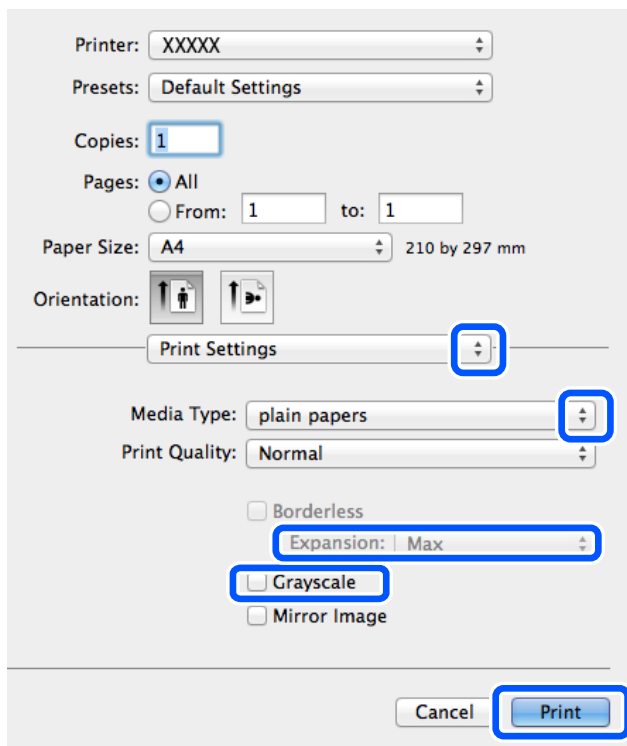 Printer: XXXXX
Presets: Default Settings
Copies: 1
Pages: All
From: 1 to: 1
Paper Size: A4 210 by 297 mm
Orientation:
Print Settings
Media Type: plain papers
Print Quality: Normal
Borderless
Expansion: Max
Grayscale
Mirror Image
Cancel Print